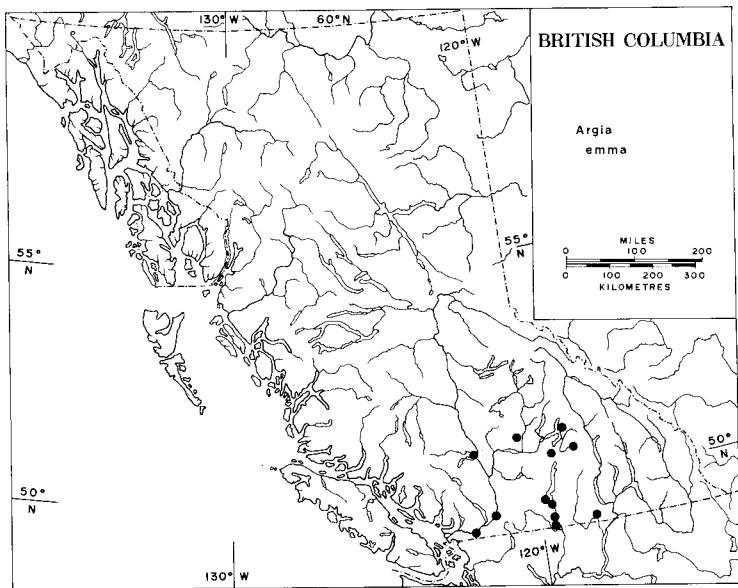 130° W
60° N
120° W
BRITISH COLUMBIA
Argia
emma
MILES
0 100 200
0 100 200 300
KILOMETRES
55°
N
55°
N
50°
N
50°
N
130° W
120° W